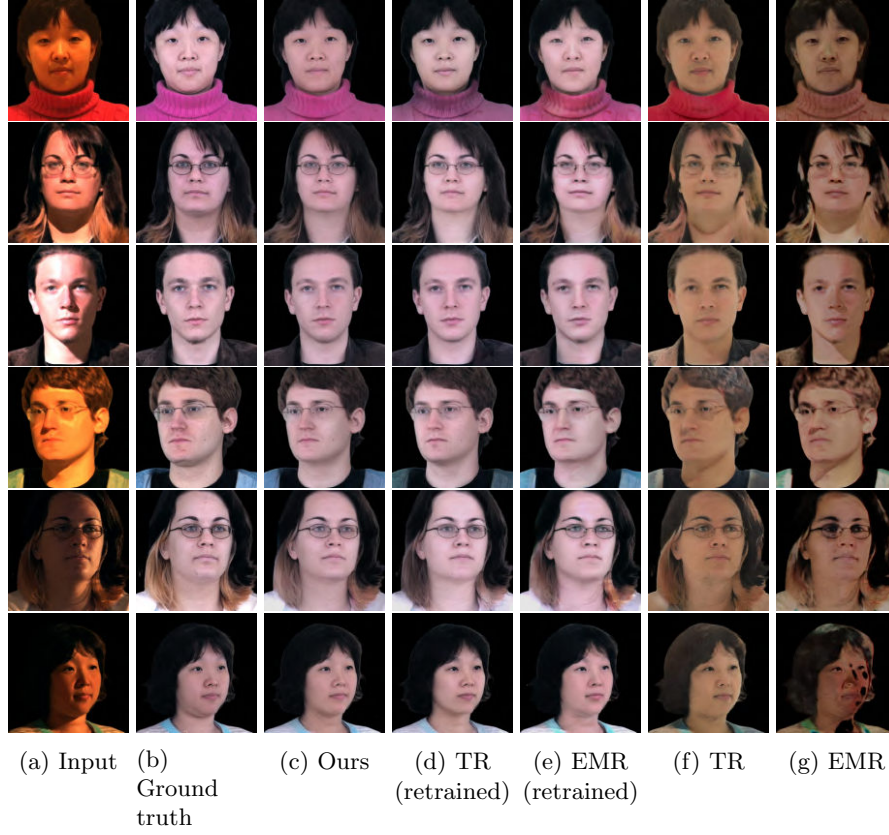 (a) Input
(b)
Ground
truth
(c) Ours
(d) TR
(retrained)
(e) EMR
(retrained)
(f) TR
(g) EMR